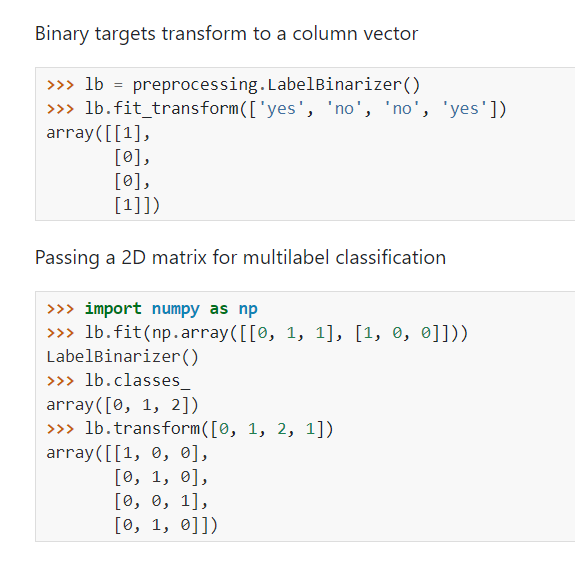 Binary targets transform to a column vector
>>> lb = preprocessing.LabelBinarizer()
>>> lb.fit_transform(['yes', 'no', 'no', 'yes'])
array([[1],
       [0],
       [0],
       [1]])
Passing a 2D matrix for multilabel classification
>>> import numpy as np
>>> lb.fit(np.array([[0, 1, 1], [1, 0, 0]]))
LabelBinarizer()
>>> lb.classes_
array([0, 1, 2])
>>> lb.transform([0, 1, 2, 1])
array([[1, 0, 0],
       [0, 1, 0],
       [0, 0, 1],
       [0, 1, 0]])